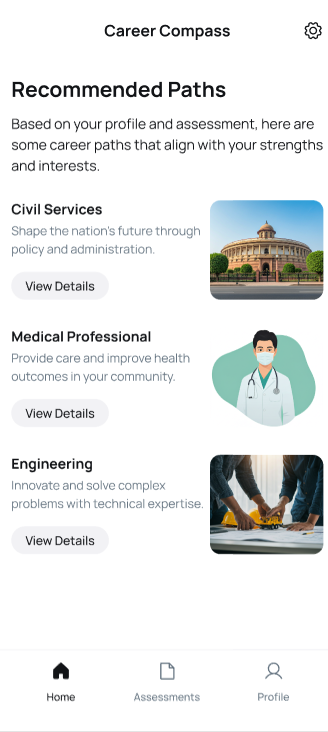 Career Compass
Recommended Paths
Based on your profile and assessment, here are
some career paths that align with your strengths
and interests.
Civil Services
Shape the nation's future through
policy and administration.
View Details
Medical Professional
Provide care and improve health
outcomes in your community.
View Details
Engineering
Innovate and solve complex
problems with technical expertise.
View Details
Home
Assessments
Profile